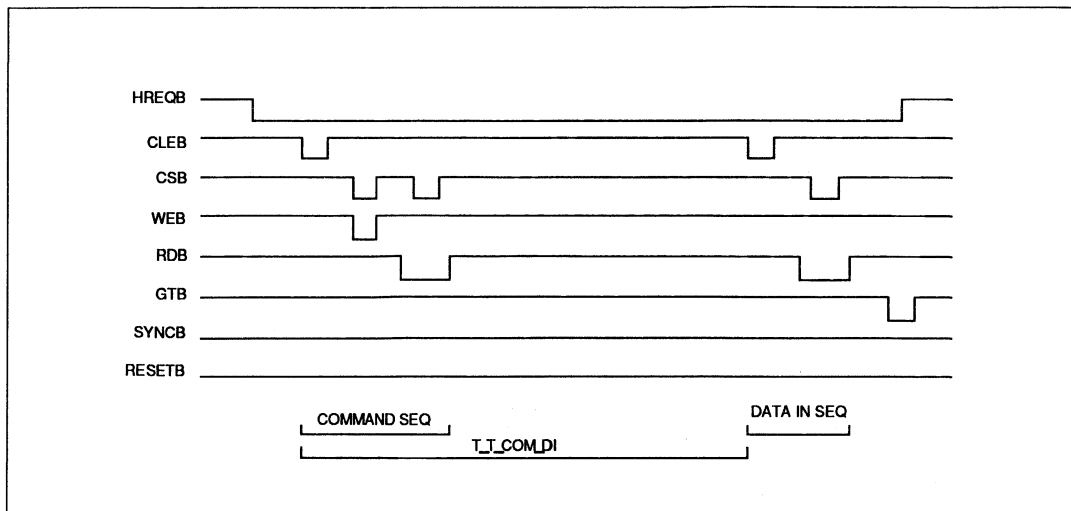 HREQB
CLEB
CSB
WEB
RDB
GTB
SYNCB
RESETB
COMMAND SEQ
DATA IN SEQ
T_T_COM_DI